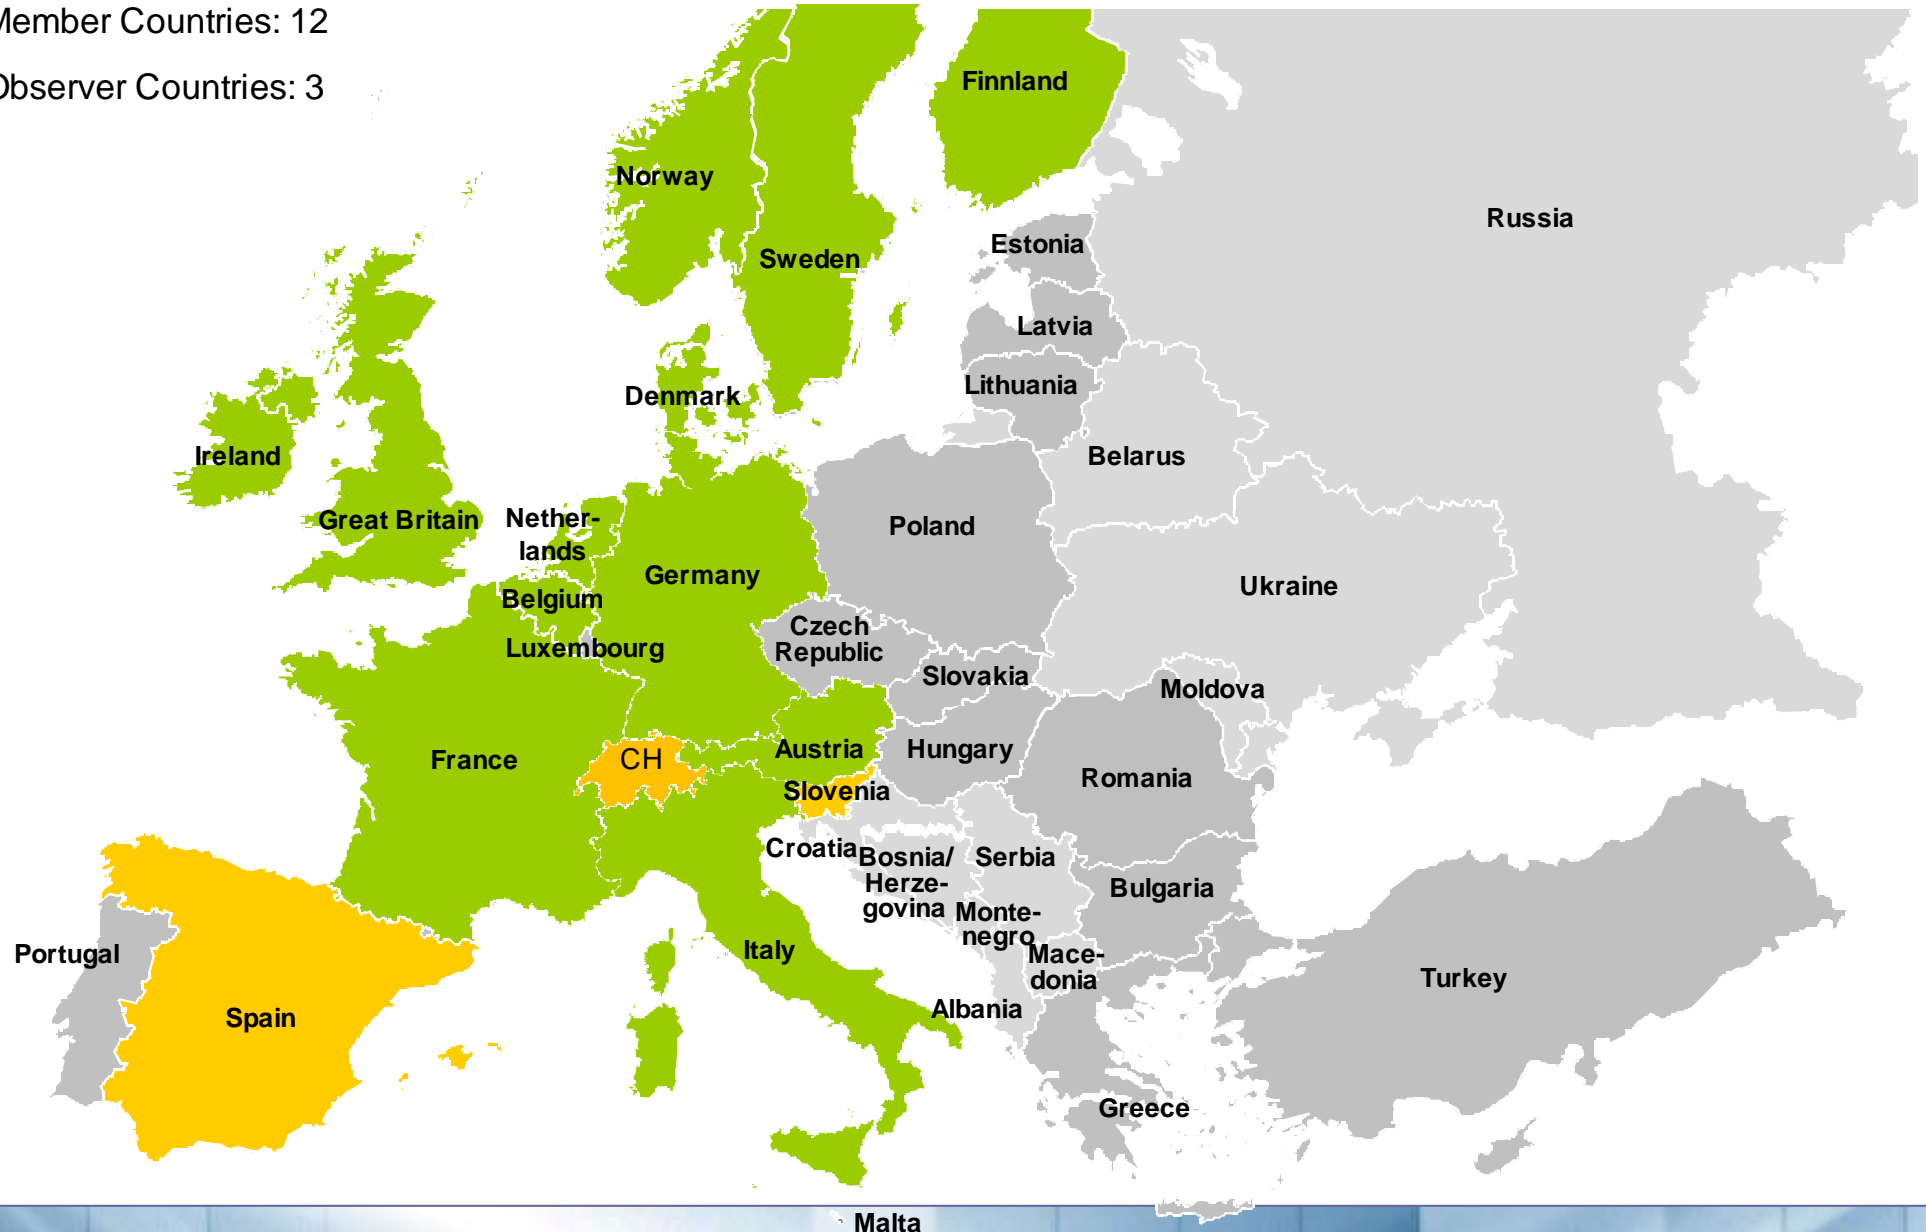 Member Countries: 12
Observer Countries: 3
Finnland
Norway
Russia
Sweden
Estonia
Latvia
Lithuania
Denmark
Ireland
Belarus
Great Britain
Nether-
lands
Poland
Germany
Ukraine
Belgium
Czech
Republic
Luxembourg
Slovakia
Moldova
France
CH
Austria
Hungary
Romania
Slovenia
Croatia
Bosnia/
Herze-
govina
Serbia
Bulgaria
Monte-
negro
Portugal
Italy
Mace-
donia
Turkey
Spain
Albania
Greece
Malta